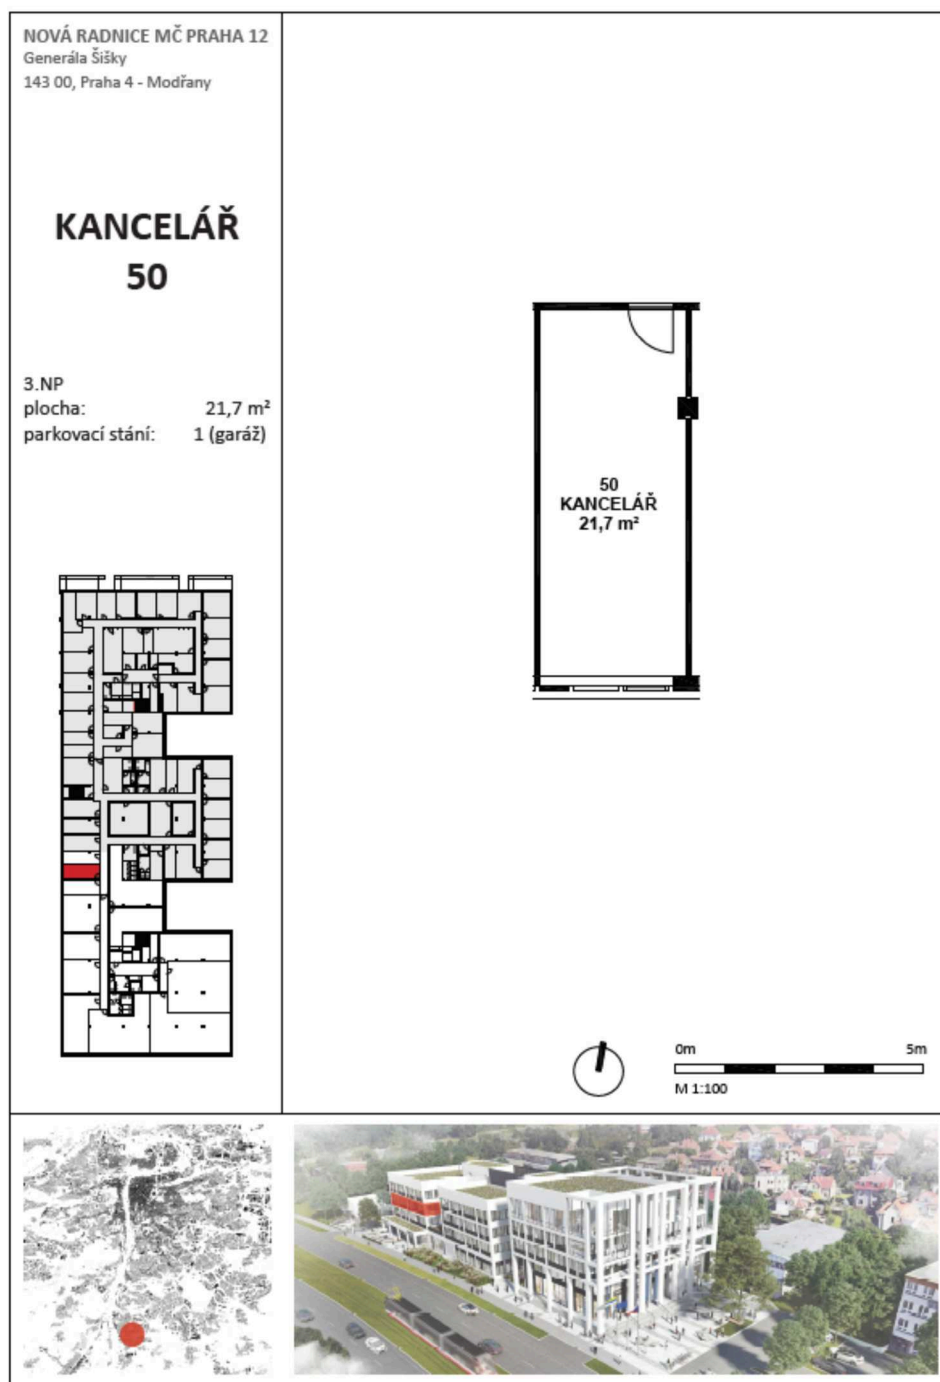 NOVÁ RADNICE MČ PRAHA 12
Generála Šišky
143 00, Praha 4 - Modřany
KANCELÁŘ
50
3.NP
plocha: 21,7 m²
parkovací stání: 1 (garáž)
50
KANCELÁŘ
21,7 m²
0m 5m
M 1:100